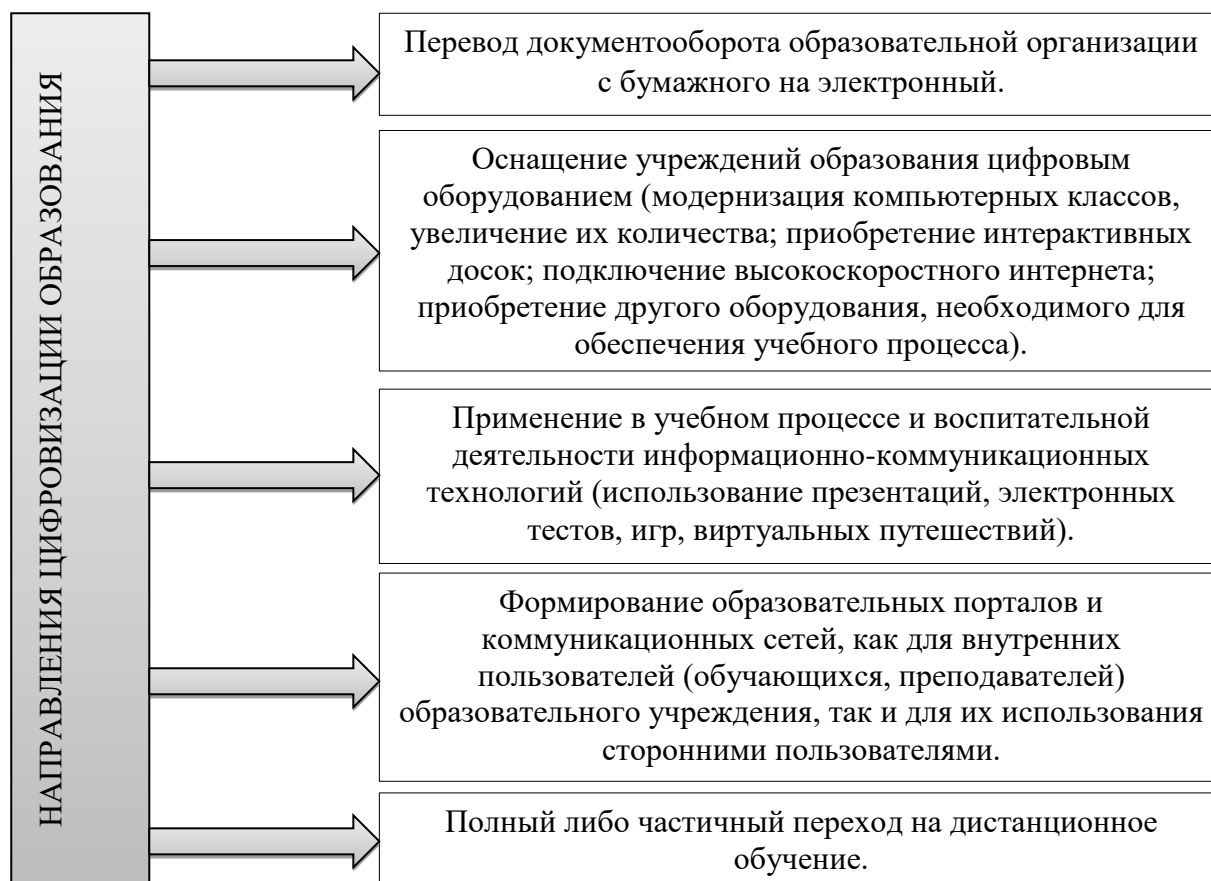 НАПРАВЛЕНИЯ ЦИФРОВИЗАЦИИ ОБРАЗОВАНИЯ
Перевод документооборота образовательной организации
с бумажного на электронный.
Оснащение учреждений образования цифровым
оборудованием (модернизация компьютерных классов,
увеличение их количества; приобретение интерактивных
досок; подключение высокоскоростного интернета;
приобретение другого оборудования, необходимого для
обеспечения учебного процесса).
Применение в учебном процессе и воспитательной
деятельности информационно-коммуникационных
технологий (использование презентаций, электронных
тестов, игр, виртуальных путешествий).
Формирование образовательных порталов и
коммуникационных сетей, как для внутренних
пользователей (обучающихся, преподавателей)
образовательного учреждения, так и для их использования
сторонними пользователями.
Полный либо частичный переход на дистанционное
обучение.